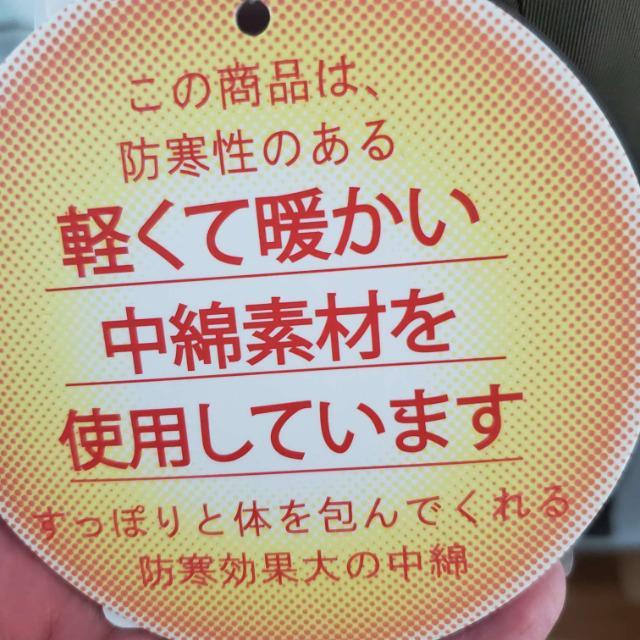 この商品は、
防寒性のある
軽くて暖かい
中綿素材を
使用しています
すっぽりと体を包んでくれる
防寒効果大の中綿